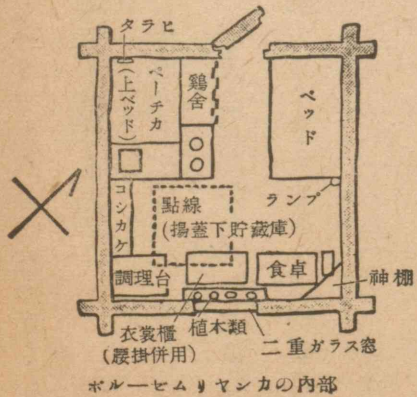 タラヒ
ペーチカ
(上ベッド)
鶏舎
ベッド
ランプ
コシカケ
點線
(揚蓋下貯蔵庫)
調理台
食卓
神棚
衣裳櫃
(腰掛併用)
植木類
二重ガラス窓
ボルーヒムリヤンカの内部